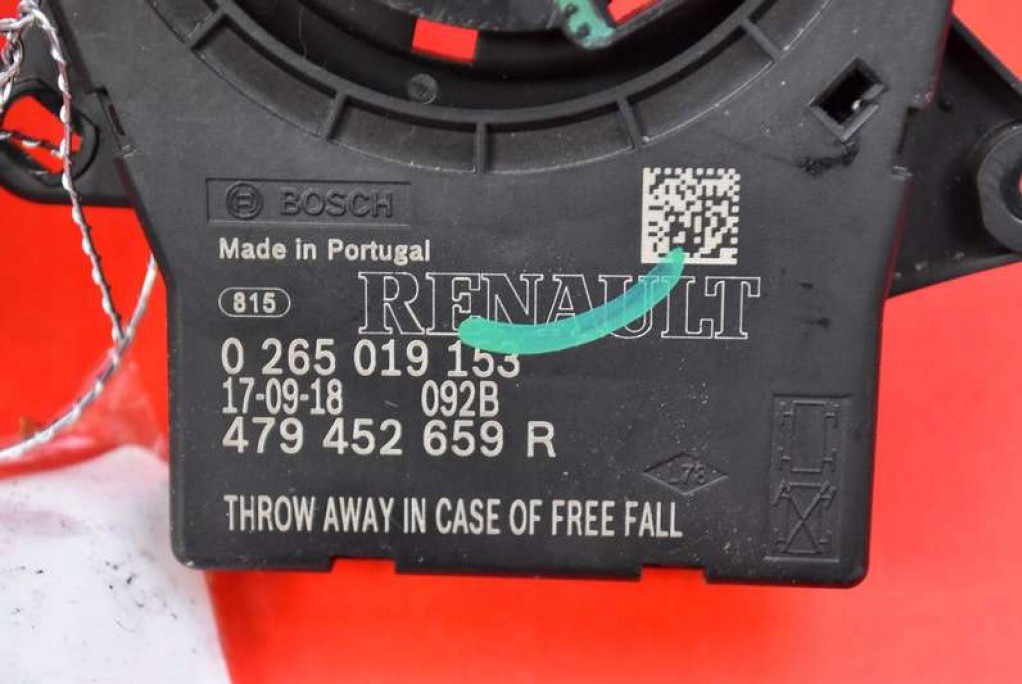 BOSCH
Made in Portugal
815
RENAULT
0 265 019 153
17-09-18 092B
479 452 659 R
THROW AWAY IN CASE OF FREE FALL